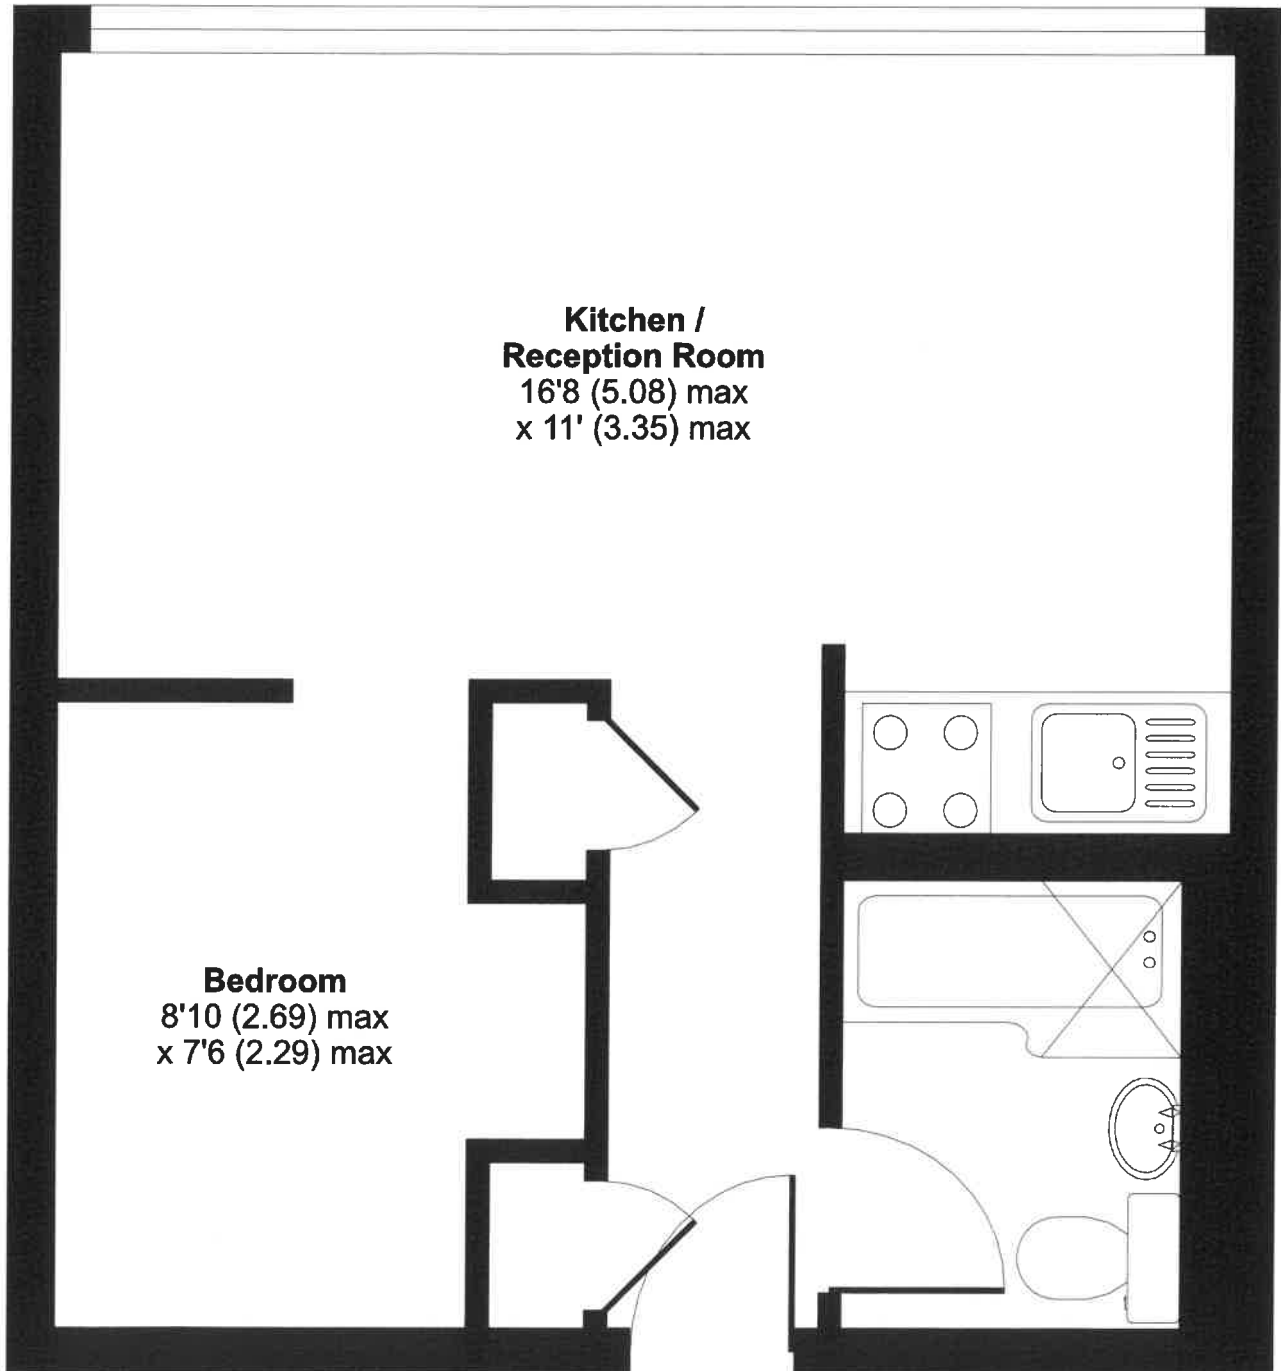 Kitchen /
Reception Room
16'8 (5.08) max
x 11' (3.35) max
Bedroom
8'10 (2.69) max
x 7'6 (2.29) max